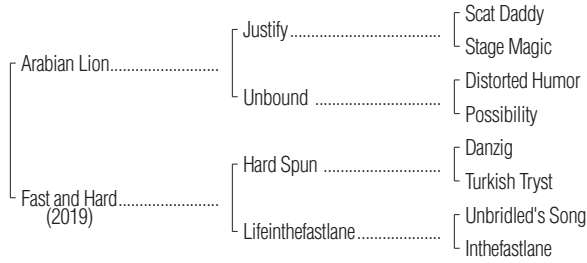 Scat Daddy
Justify
Stage Magic
Arabian Lion
Distorted Humor
Unbound
Possibility
Danzig
Hard Spun
Turkish Tryst
Fast and Hard
(2019)
Unbridled's Song
Lifeinthefastlane
Inthefastlane